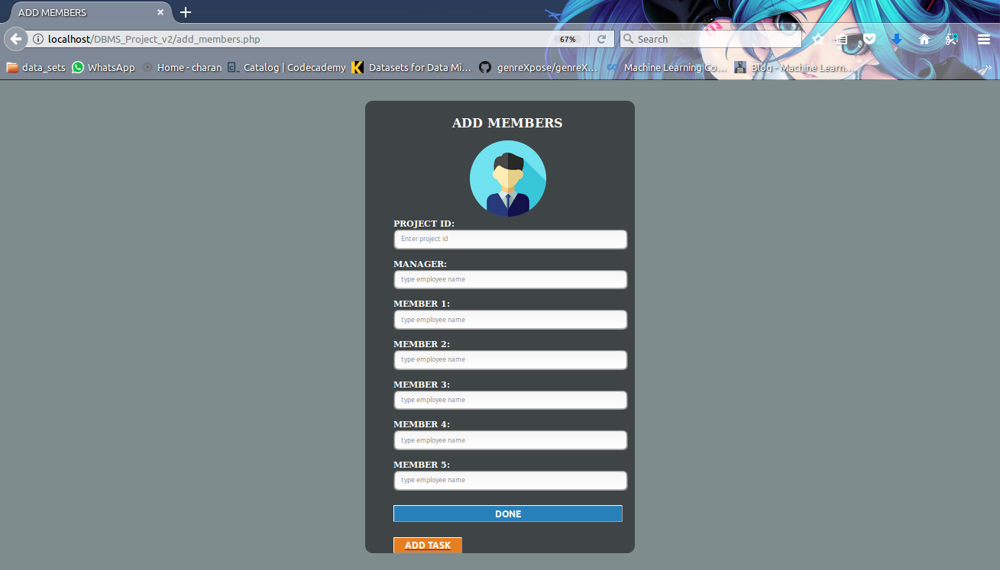 ADD MEMBERS
localhost/DBMS_Project_v2/add_members.php 67% Search
data_sets WhatsApp Home - charan Catalog | Codecademy Datasets for Data Mi... genreXpose/genreXi... Machine Learning Co... Blog - Machine Learn...
ADD MEMBERS
PROJECT ID:
Enter project id
MANAGER:
type employee name
MEMBER 1:
type employee name
MEMBER 2:
type employee name
MEMBER 3:
type employee name
MEMBER 4:
type employee name
MEMBER 5:
type employee name
DONE
ADD TASK